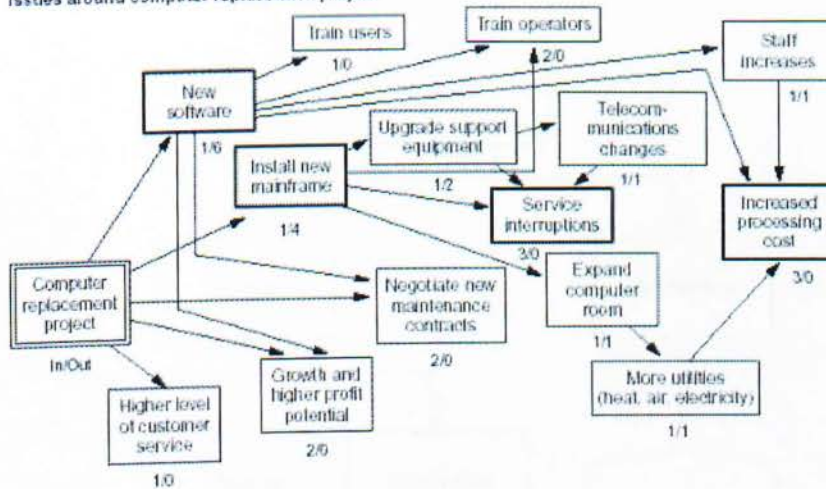 Issues around computer replacement
Train users
1/0
Train operators
2/0
Staff
increases
1/1
New
software
1/6
Upgrade support
equipment
1/2
Telecom-
munications
changes
1/1
Install new
mainframe
1/4
Service
interruptions
3/0
Increased
processing
cost
3/0
Computer
replacement
project
In/Out
Negotiate new
maintenance
contracts
2/0
Expand
computer
room
1/1
Higher level
of customer
service
1/0
Growth and
higher profit
potential
2/0
More utilities
(heat, air, electricity)
1/1